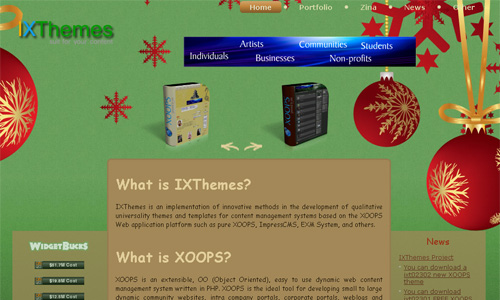 Home • Portfolio • Zina • News • Other
IXThemes
Individuals Artists Businesses Communities Non-profits Students
XOOPS
XOOPS
What is IXThemes?
IXThemes is an implementation of innovative methods in the development of qualitative
universality themes and templates for content management systems based on the XOOPS
Web application platform such as pure XOOPS, ImpressCMS, EXM System, and others.
What is XOOPS?
XOOPS is an extensible, OO (Object Oriented), easy to use dynamic web content
management system written in PHP. XOOPS is the ideal tool for developing small to large
dynamic community websites, intra company portals, corporate portals, weblogs and
WidgetBucks
News
IXThemes Project
You can download a
ixt02302 new XOOPS
theme
You can download